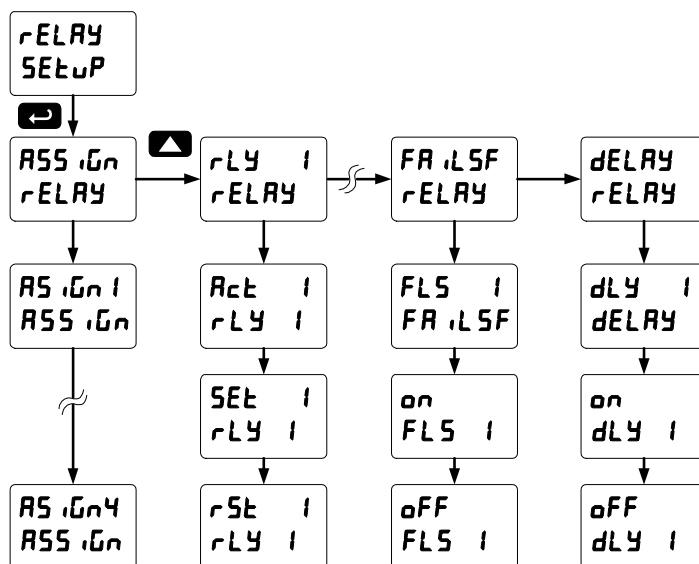 rELAY
SEtuP
ASSiGn
rELAY
rLY 1
rELAY
FAiLSF
rELAY
dELAY
rELAY
ASiGn1
ASSiGn
Act 1
rLY 1
FLS 1
FAiLSF
dLY 1
dELAY
SEt 1
rLY 1
on
FLS 1
on
dLY 1
ASiGn4
ASSiGn
rSt 1
rLY 1
oFF
FLS 1
oFF
dLY 1